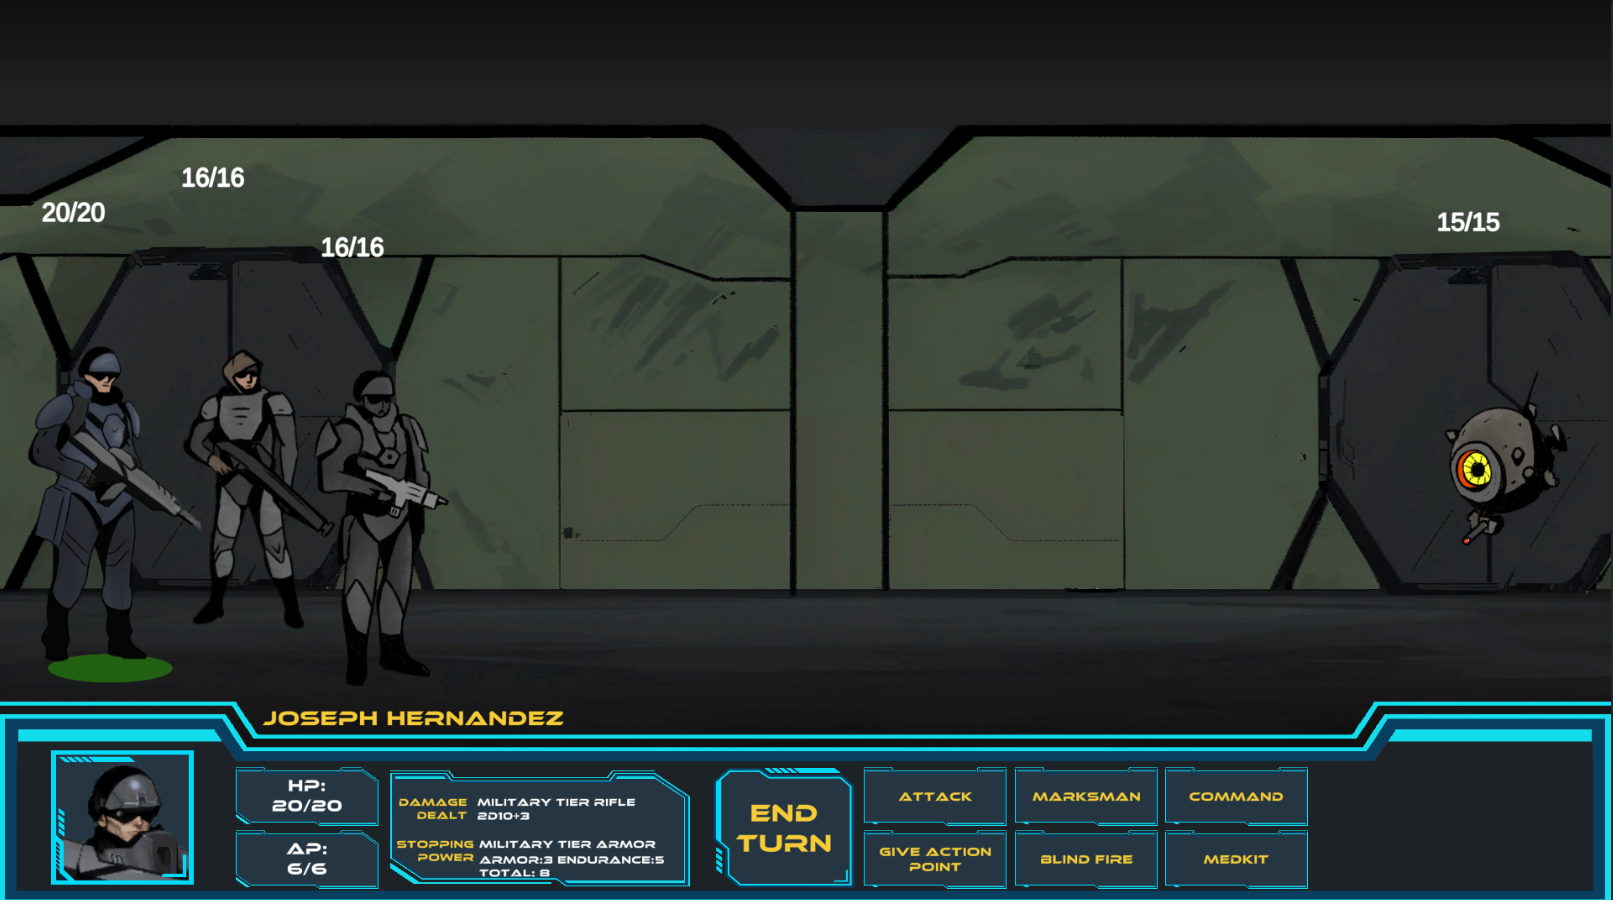 16/16
20/20
16/16
15/15
JOSEPH HERNANDEZ
HP:
20/20
AP:
6/6
DAMAGE DEALT
MILITARY TIER RIFLE
2D10+3
STOPPING POWER
MILITARY TIER ARMOR
ARMOR:3 ENDURANCE:5
TOTAL: 8
END
TURN
ATTACK
MARKSMAN
COMMAND
GIVE ACTION
POINT
BLIND FIRE
MEDKIT